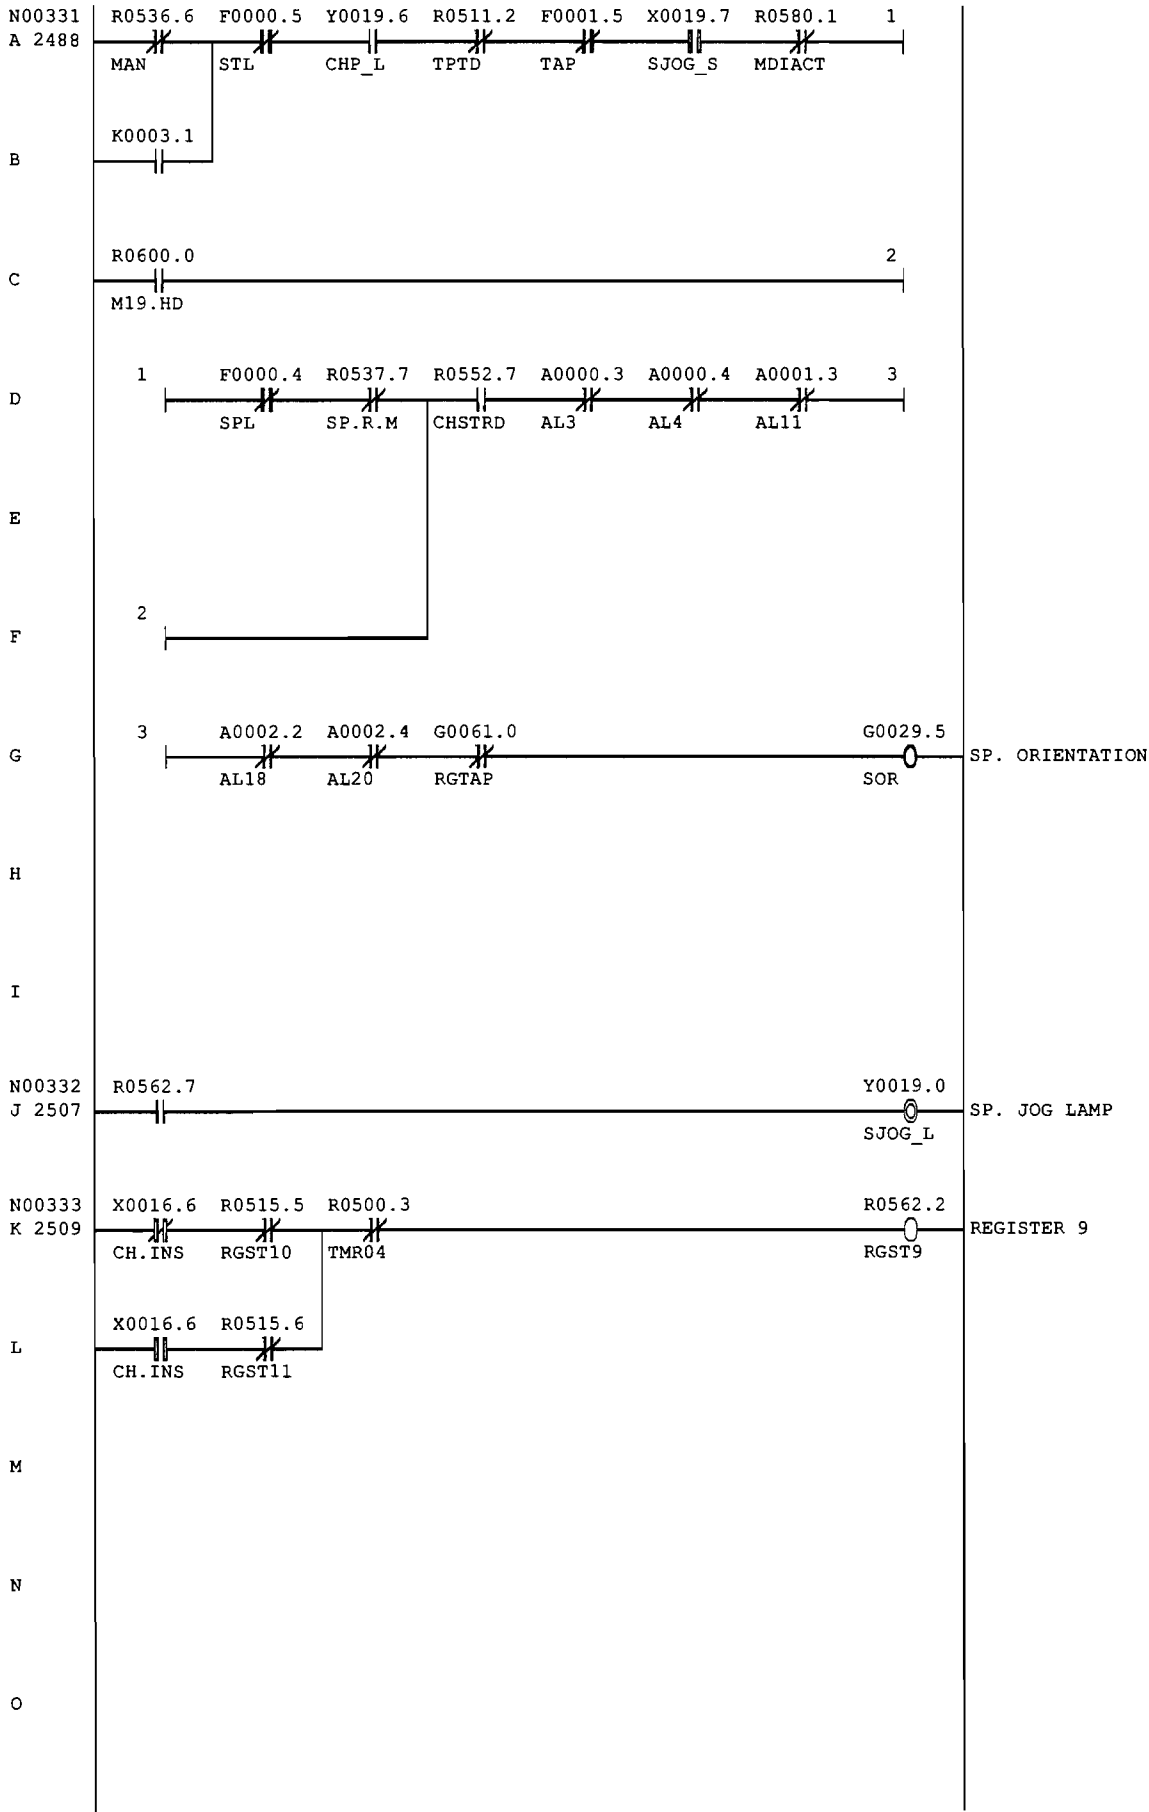 N00331 R0536.6 F0000.5 Y0019.6 R0511.2 F0001.5 X0019.7 R0580.1 1
A 2488
MAN STL CHP_L TPTD TAP SJOG_S MDIACT
K0003.1
B
R0600.0 2
C
M19.HD
1 F0000.4 R0537.7 R0552.7 A0000.3 A0000.4 A0001.3 3
D
SPL SP.R.M CHSTRD AL3 AL4 AL11
E
2
F
3 A0002.2 A0002.4 G0061.0 G0029.5
G SP. ORIENTATION
AL18 AL20 RGTAP SOR
H
I
N00332 R0562.7 Y0019.0
J 2507 SP. JOG LAMP
SJOG_L
N00333 X0016.6 R0515.5 R0500.3 R0562.2
K 2509 REGISTER 9
CH.INS RGST10 TMR04 RGST9
X0016.6 R0515.6
L
CH.INS RGST11
M
N
O